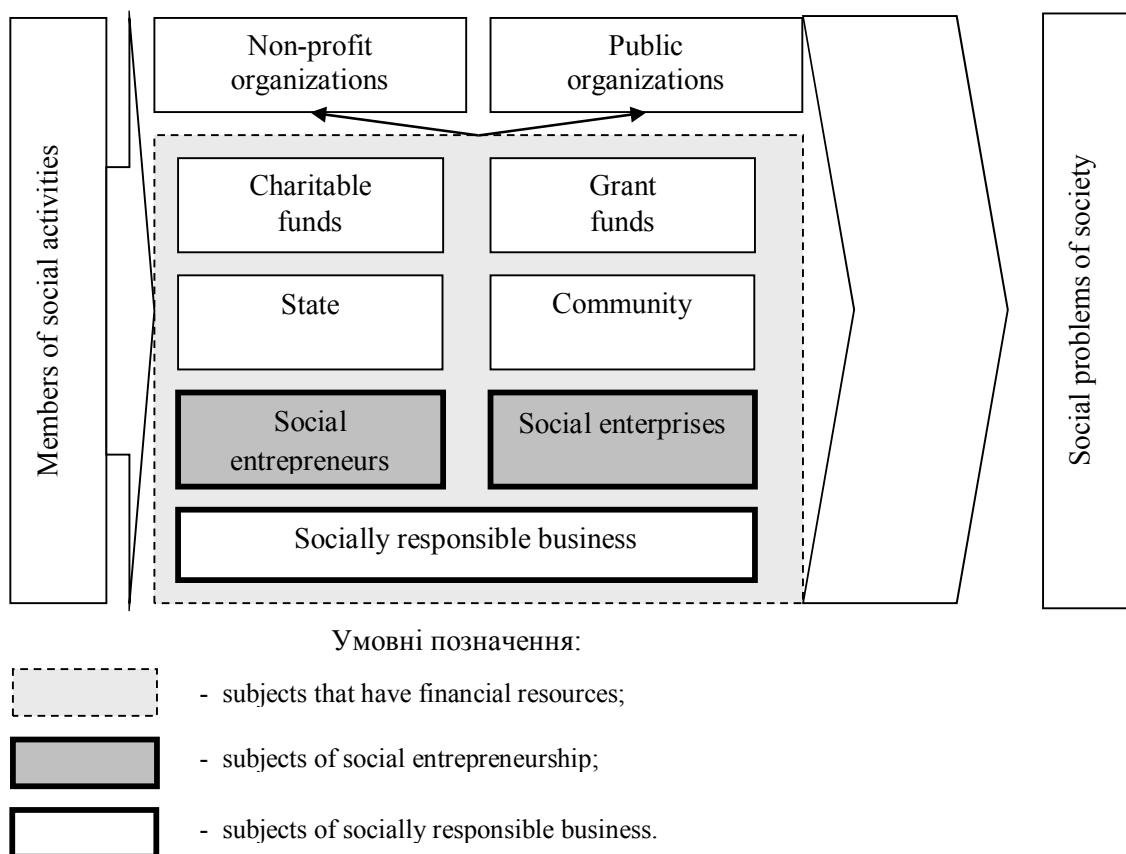 Members of social activities
Non-profit
organizations
Public
organizations
Charitable
funds
Grant
funds
State
Community
Social
entrepreneurs
Social enterprises
Socially responsible business
Social problems of society
Умовні позначення:
- subjects that have financial resources;
- subjects of social entrepreneurship;
- subjects of socially responsible business.